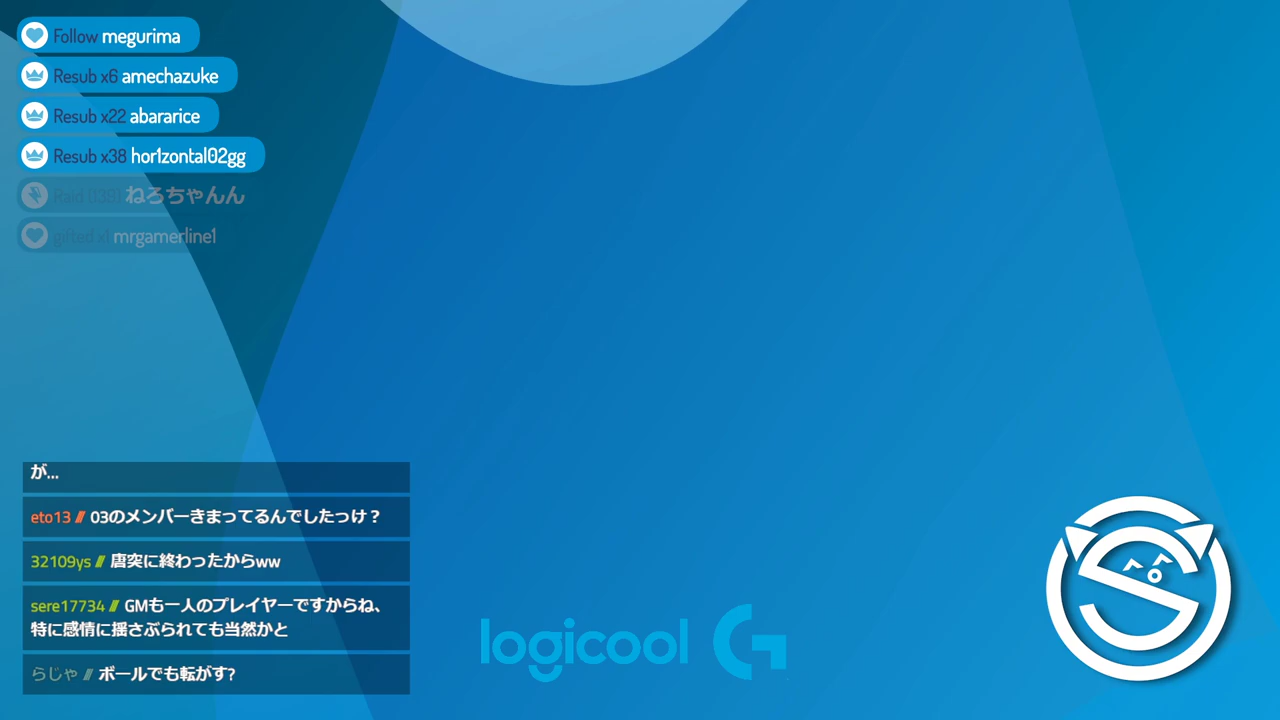 Follow megurima
Resub x6 amechazuke
Resub x22 abararice
Resub x38 hor1zontal02gg
Raid (130) ねろちゃんん
gifted x1 mrgamerline1
が...
eto13 /// 03のメンバーきまってるんでしたっけ？
32109ys /// 唐突に終わったからww
sere17734 /// GMも一人のプレイヤーですからね、
特に感情に揺さぶられても当然かと
らじゃ /// ボールでも転がす?
logicool G